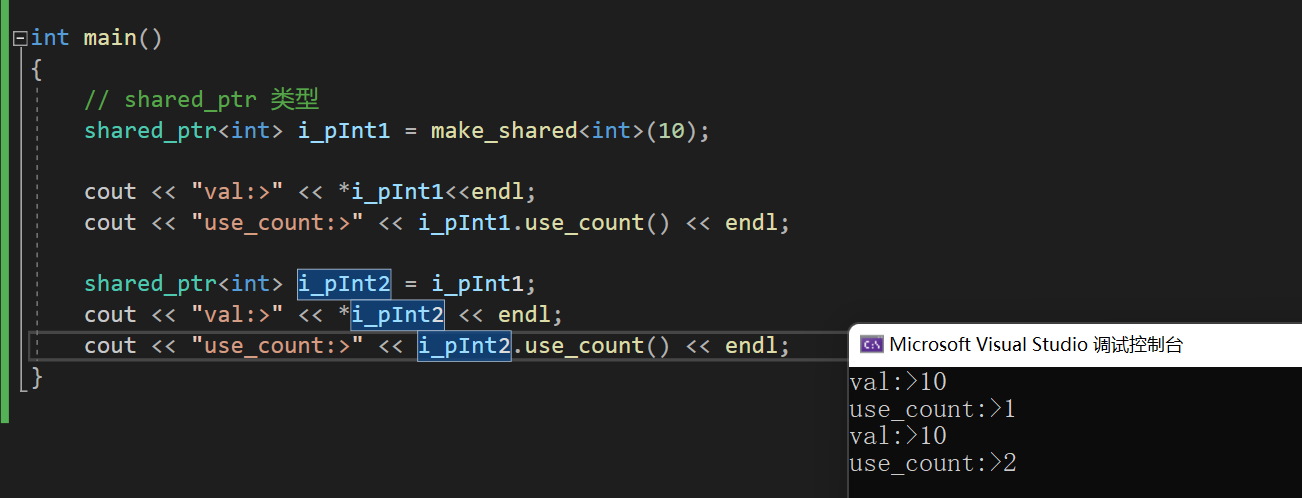 int main()
{
// shared_ptr 类型
shared_ptr<int> i_pInt1 = make_shared<int>(10);
cout << "val:>" << *i_pInt1<<endl;
cout << "use_count:>" << i_pInt1.use_count() << endl;
shared_ptr<int> i_pInt2 = i_pInt1;
cout << "val:>" << *i_pInt2 << endl;
cout << "use_count:>" << i_pInt2.use_count() << endl;
}
C:\ Microsoft Visual Studio 调试控制台
val:>10
use_count:>1
val:>10
use_count:>2